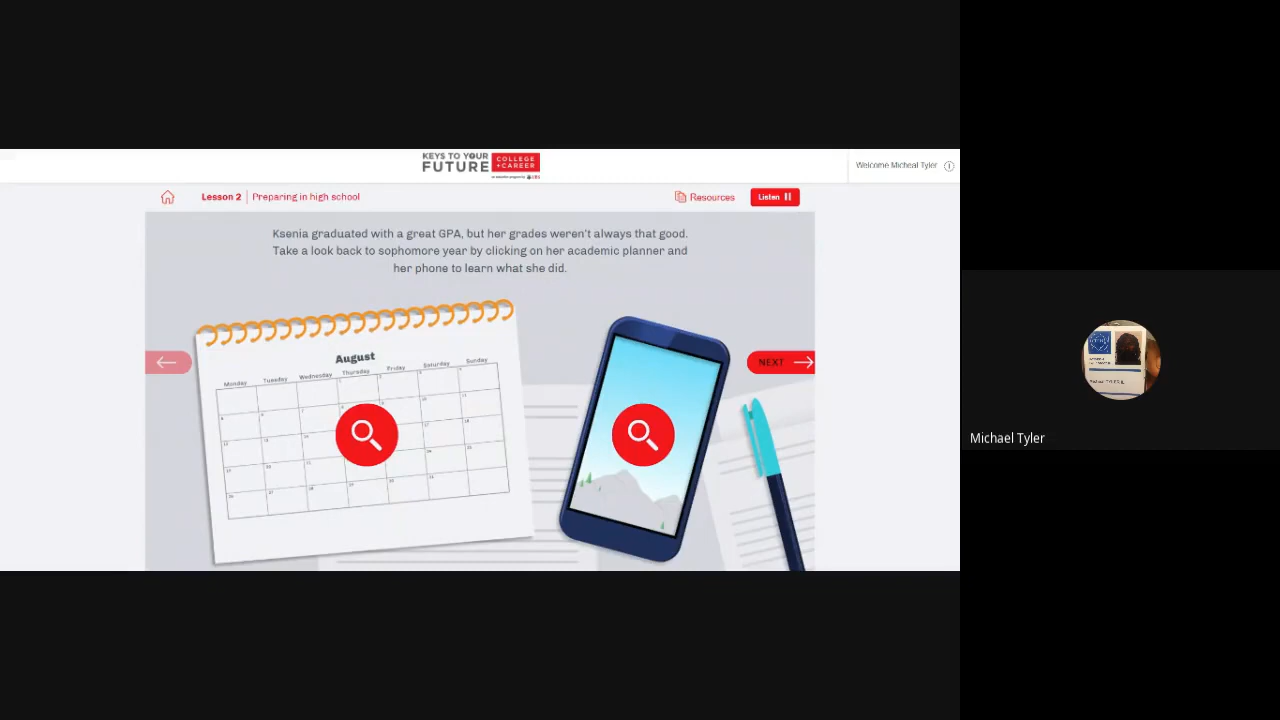 KEYS TO YOUR
FUTURE
COLLEGE
+CAREER
Welcome Micheal Tyler
Lesson 2
Preparing in high school
Resources
Listen
Ksenia graduated with a great GPA, but her grades weren't always that good.
Take a look back to sophomore year by clicking on her academic planner and
her phone to learn what she did.
August
Monday Tuesday Wednesday Thursday Friday Saturday Sunday
NEXT
Michael Tyler